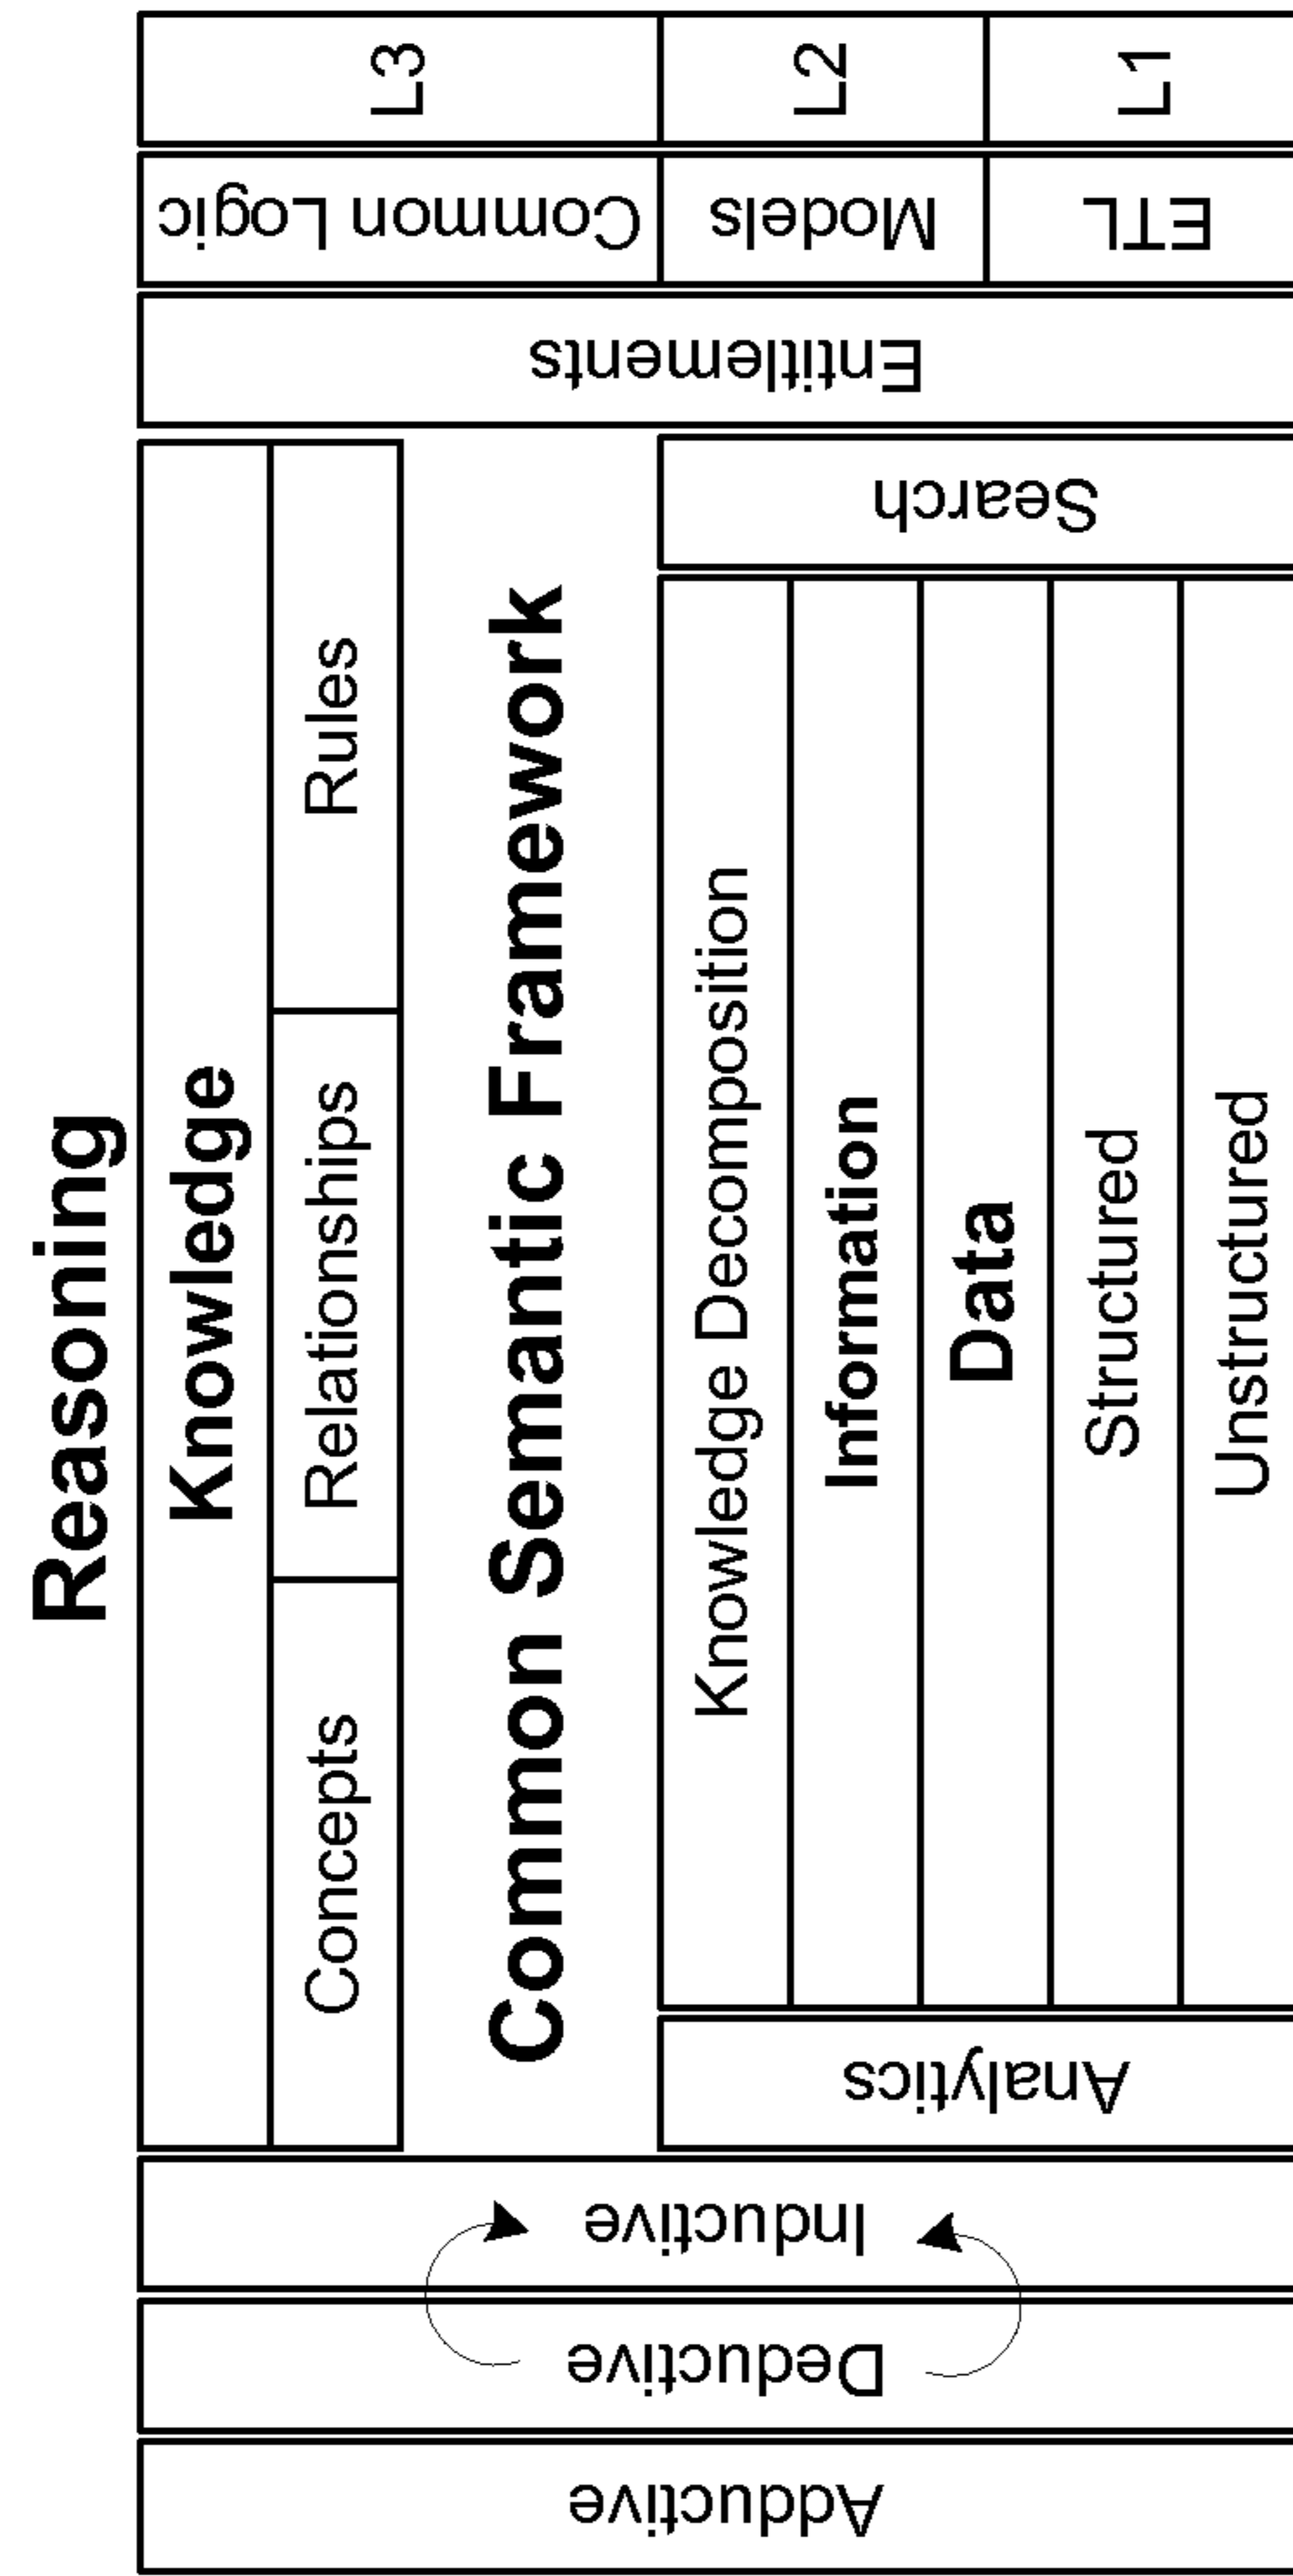 Reasoning
Adductive
Deductive
Inductive
Knowledge
Concepts
Relationships
Rules
Common Semantic Framework
Analytics
Knowledge Decomposition
Information
Data
Structured
Unstructured
Search
Entitlements
Common Logic
Models
ETL
L3
L2
L1